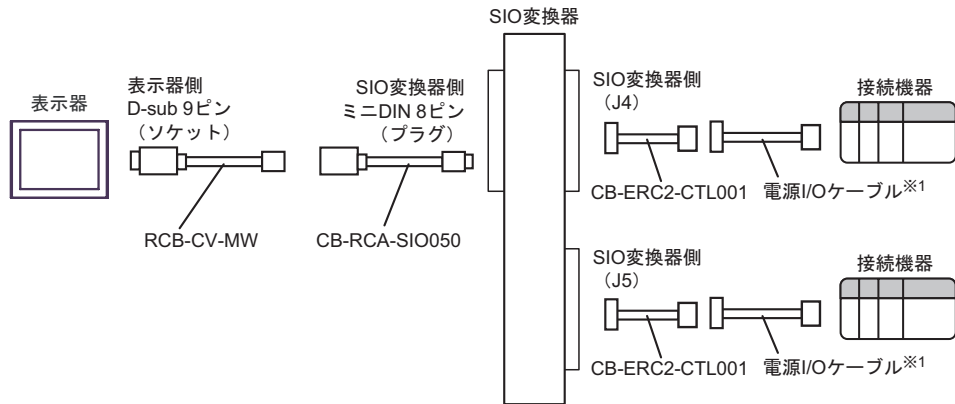 SIO変換器
表示器
表示器側
D-sub 9ピン
（ソケット）
SIO変換器側
ミニDIN 8ピン
（プラグ）
SIO変換器側
（J4）
接続機器
RCB-CV-MW
CB-RCA-SIO050
CB-ERC2-CTL001
電源I/Oケーブル※1
SIO変換器側
（J5）
接続機器
CB-ERC2-CTL001
電源I/Oケーブル※1